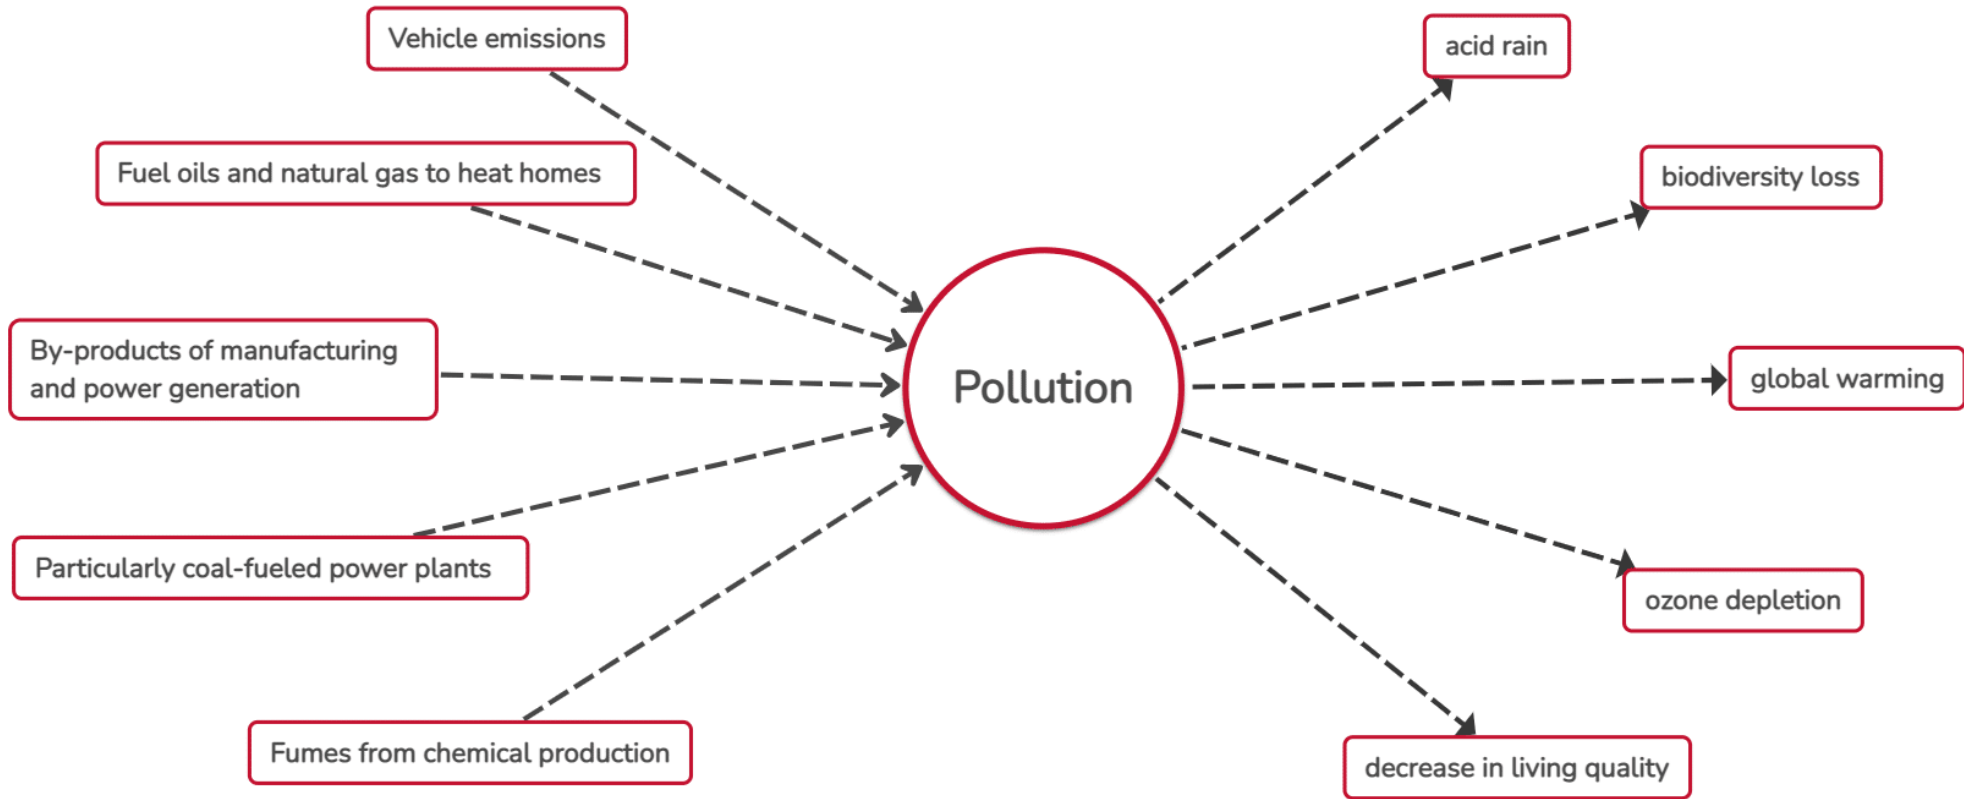 Vehicle emissions
Fuel oils and natural gas to heat homes
By-products of manufacturing
and power generation
Particularly coal-fueled power plants
Fumes from chemical production
Pollution
acid rain
biodiversity loss
global warming
ozone depletion
decrease in living quality